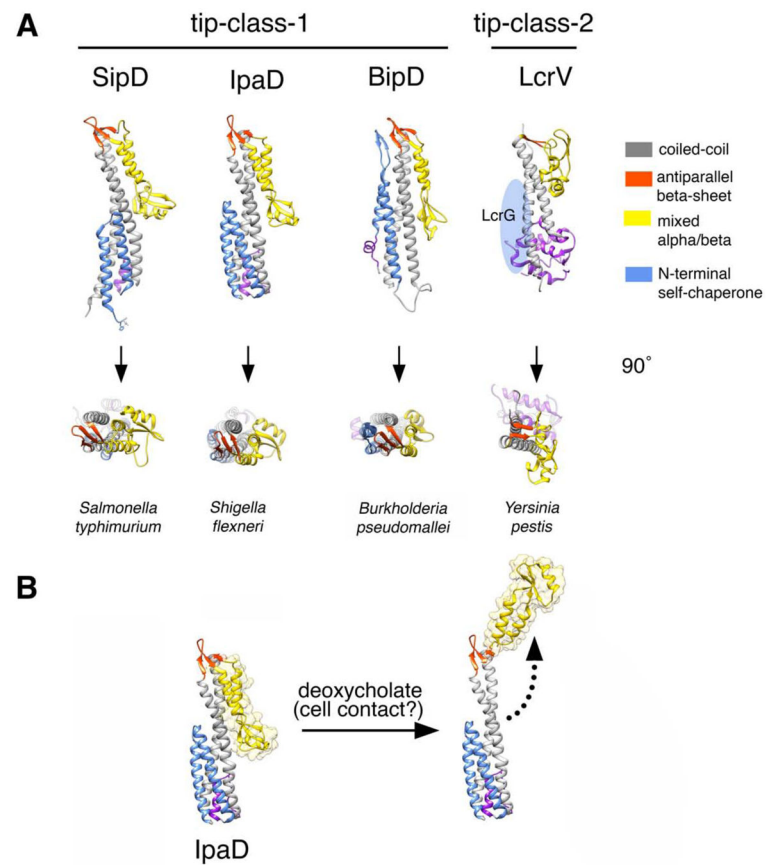 A
tip-class-1
tip-class-2
SipD
IpaD
BipD
LcrV
LcrG
coiled-coil
antiparallel
beta-sheet
mixed
alpha/beta
N-terminal
self-chaperone
90°
Salmonella
typhimurium
Shigella
flexneri
Burkholderia
pseudomallei
Yersinia
pestis
B
deoxycholate
(cell contact?)
IpaD